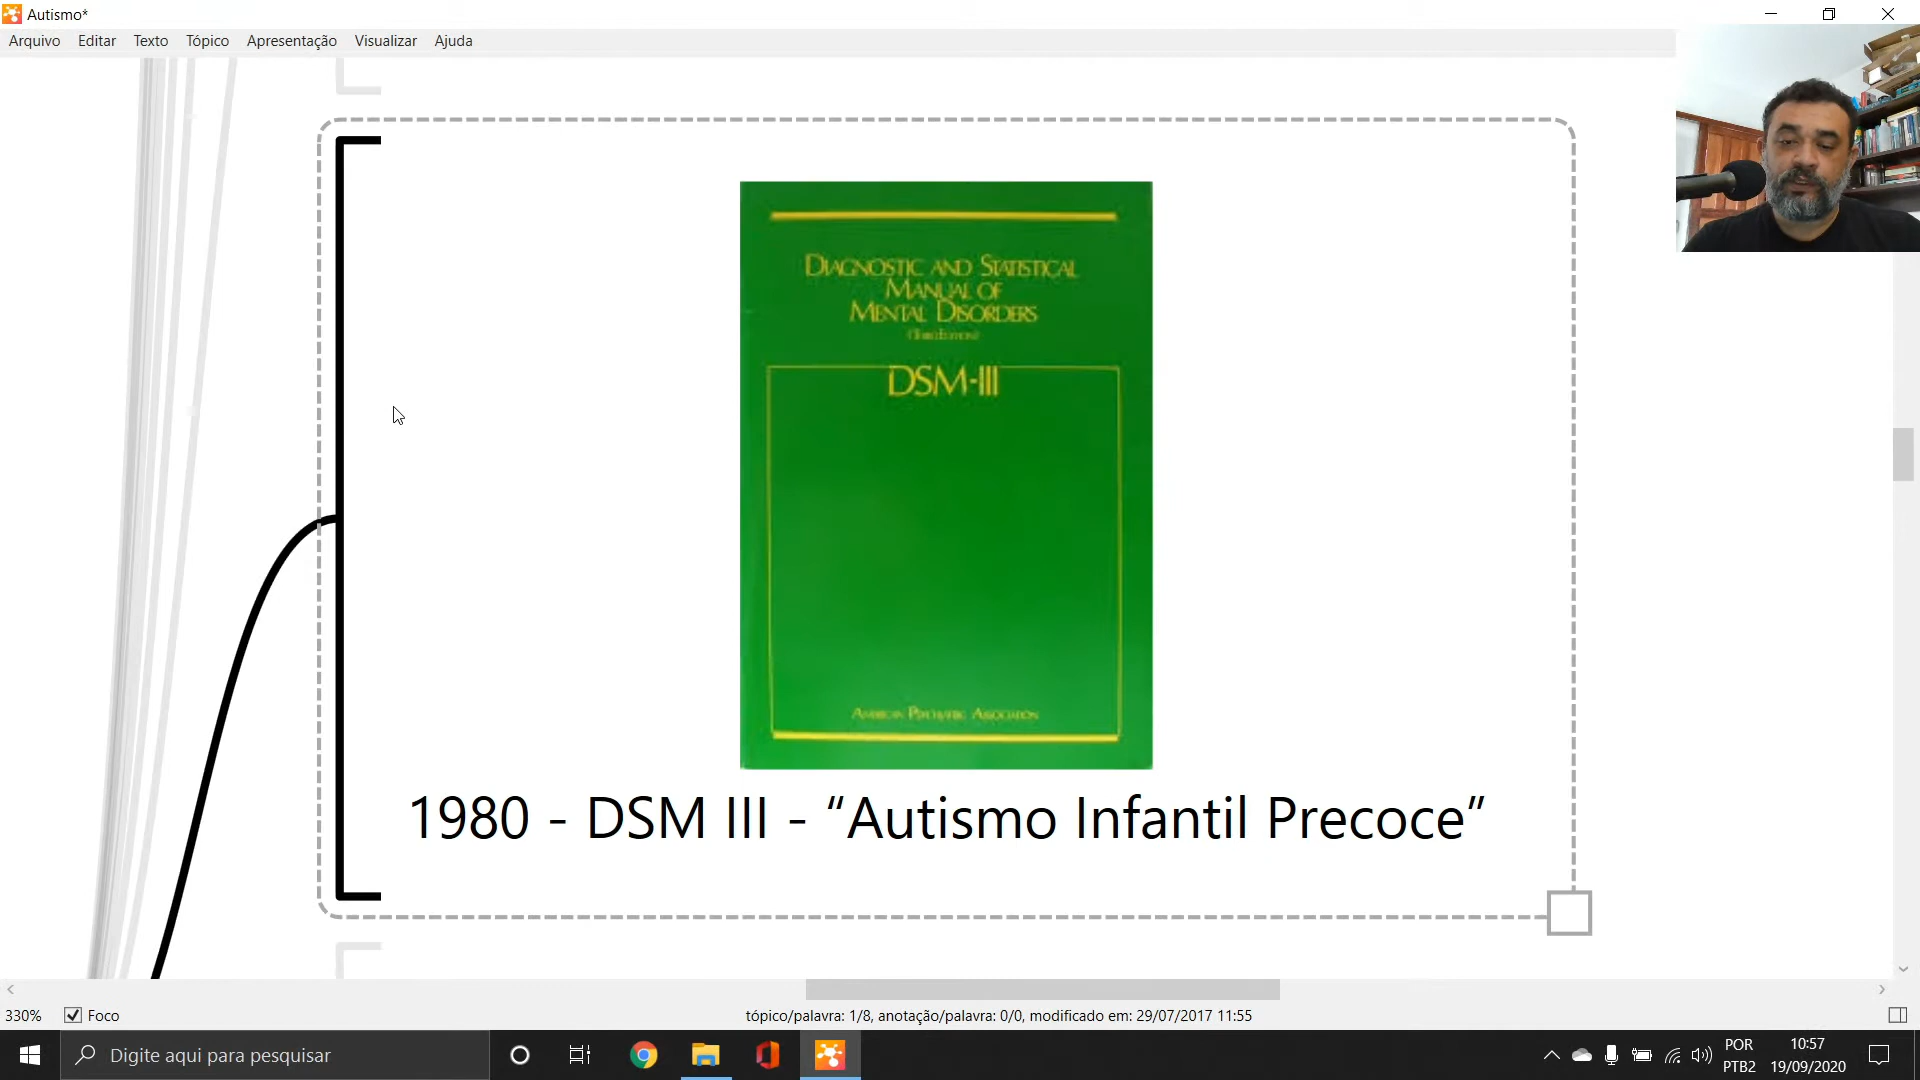 Autismo*
Arquivo Editar Texto Tópico Apresentação Visualizar Ajuda
DIAGNOSTIC AND STATISTICAL
MANUAL OF
MENTAL DISORDERS
(THIRD EDITION)
DSM-III
AMERICAN PSYCHIATRIC ASSOCIATION
1980 - DSM III - “Autismo Infantil Precoce”
330% Foco
tópico/palavra: 1/8, anotação/palavra: 0/0, modificado em: 29/07/2017 11:55
Digite aqui para pesquisar
POR
PTB2
10:57
19/09/2020